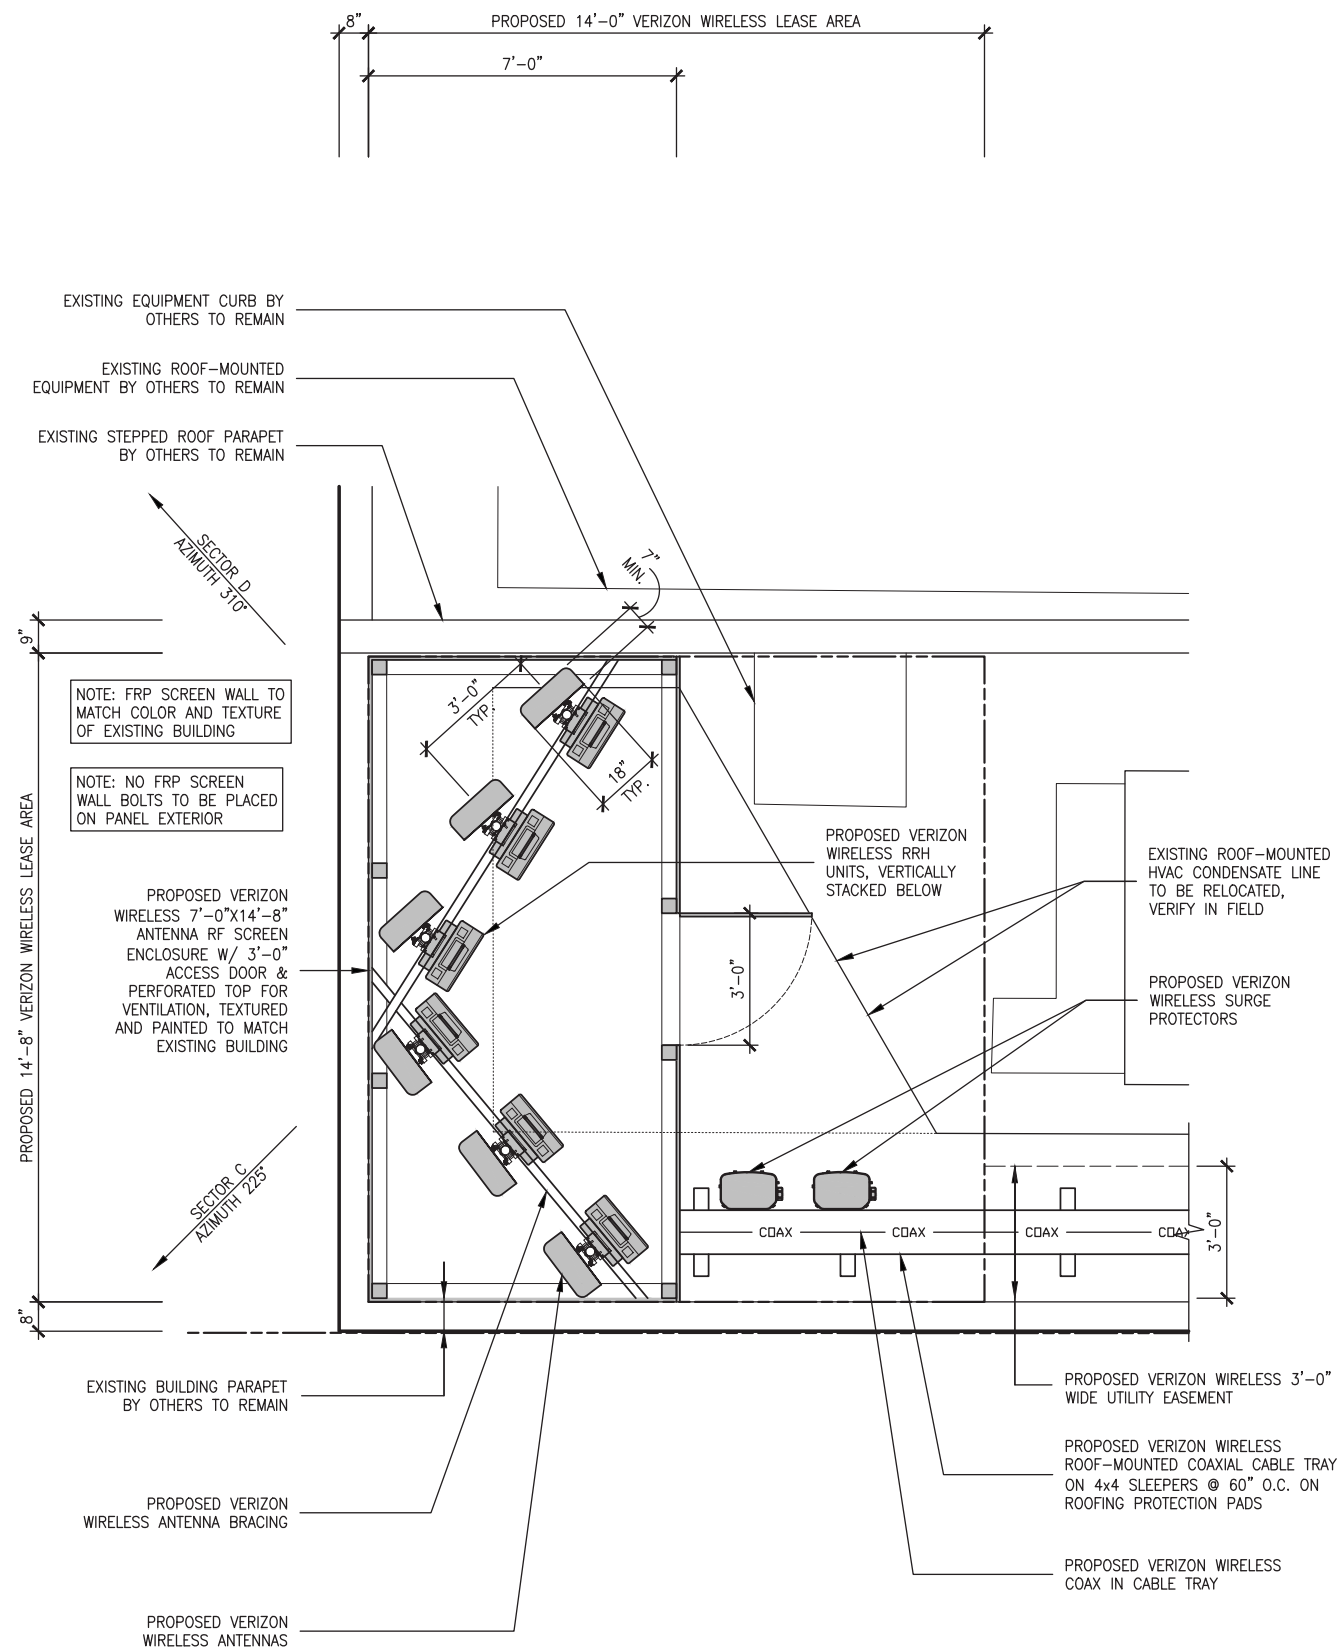 8"
PROPOSED 14'-0" VERIZON WIRELESS LEASE AREA
7'-0"
EXISTING EQUIPMENT CURB BY
OTHERS TO REMAIN
EXISTING ROOF-MOUNTED
EQUIPMENT BY OTHERS TO REMAIN
EXISTING STEPPED ROOF PARAPET
BY OTHERS TO REMAIN
SECTOR D
AZIMUTH 310°
7"
MIN.
9"
NOTE: FRP SCREEN WALL TO
MATCH COLOR AND TEXTURE
OF EXISTING BUILDING
3'-0"
TYP.
18"
TYP.
NOTE: NO FRP SCREEN
WALL BOLTS TO BE PLACED
ON PANEL EXTERIOR
PROPOSED 14'-8" VERIZON WIRELESS LEASE AREA
PROPOSED VERIZON
WIRELESS RRH
UNITS, VERTICALLY
STACKED BELOW
EXISTING ROOF-MOUNTED
HVAC CONDENSATE LINE
TO BE RELOCATED,
VERIFY IN FIELD
PROPOSED VERIZON
WIRELESS 7'-0"X14'-8"
ANTENNA RF SCREEN
ENCLOSURE W/ 3'-0"
ACCESS DOOR &
PERFORATED TOP FOR
VENTILATION, TEXTURED
AND PAINTED TO MATCH
EXISTING BUILDING
3'-0"
PROPOSED VERIZON
WIRELESS SURGE
PROTECTORS
SECTOR C
AZIMUTH 225°
COAX
COAX
COAX
COAX
3'-0"
8"
EXISTING BUILDING PARAPET
BY OTHERS TO REMAIN
PROPOSED VERIZON WIRELESS 3'-0"
WIDE UTILITY EASEMENT
PROPOSED VERIZON WIRELESS
ROOF-MOUNTED COAXIAL CABLE TRAY
ON 4x4 SLEEPERS @ 60" O.C. ON
ROOFING PROTECTION PADS
PROPOSED VERIZON
WIRELESS ANTENNA BRACING
PROPOSED VERIZON WIRELESS
COAX IN CABLE TRAY
PROPOSED VERIZON
WIRELESS ANTENNAS